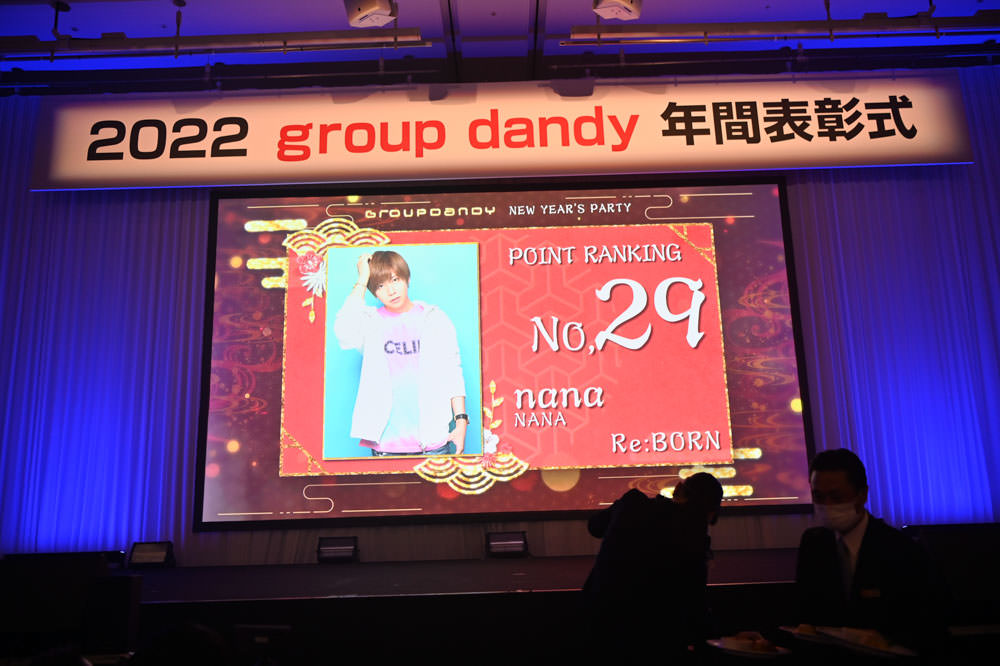 2022 group dandy 年間表彰式
GROUPDANDY NEW YEAR'S PARTY
POINT RANKING
No,29
CELI
nana
NANA
Re:BORN